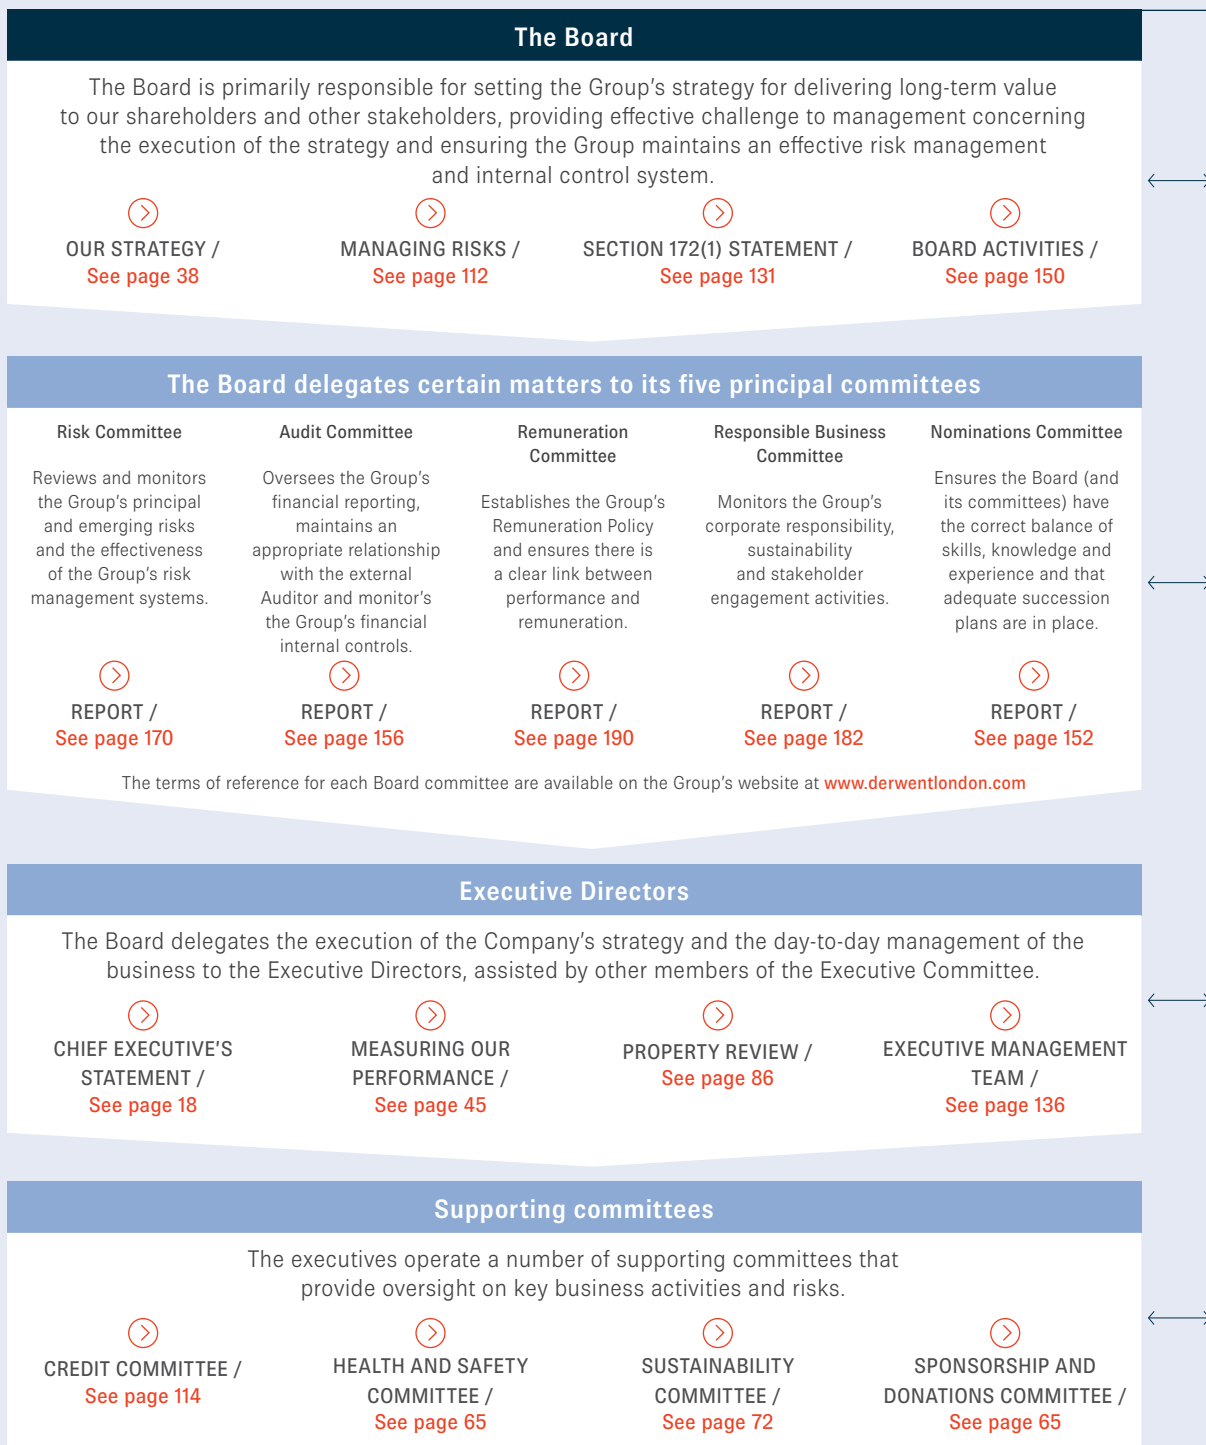 The Board
The Board is primarily responsible for setting the Group's strategy for delivering long-term value
to our shareholders and other stakeholders, providing effective challenge to management concerning
the execution of the strategy and ensuring the Group maintains an effective risk management
and internal control system.
OUR STRATEGY /
See page 38
MANAGING RISKS /
See page 112
SECTION 172(1) STATEMENT /
See page 131
BOARD ACTIVITIES /
See page 150
The Board delegates certain matters to its five principal committees
Risk Committee
Reviews and monitors
the Group's principal
and emerging risks
and the effectiveness
of the Group's risk
management systems.
REPORT /
See page 170
Audit Committee
Oversees the Group's
financial reporting,
maintains an
appropriate relationship
with the external
Auditor and monitor's
the Group's financial
internal controls.
REPORT /
See page 156
Remuneration
Committee
Establishes the Group's
Remuneration Policy
and ensures there is
a clear link between
performance and
remuneration.
REPORT /
See page 190
Responsible Business
Committee
Monitors the Group's
corporate responsibility,
sustainability
and stakeholder
engagement activities.
REPORT /
See page 182
Nominations Committee
Ensures the Board (and
its committees) have
the correct balance of
skills, knowledge and
experience and that
adequate succession
plans are in place.
REPORT /
See page 152
The terms of reference for each Board committee are available on the Group's website at www.derwentlondon.com
Executive Directors
The Board delegates the execution of the Company's strategy and the day-to-day management of the
business to the Executive Directors, assisted by other members of the Executive Committee.
CHIEF EXECUTIVE'S
STATEMENT /
See page 18
MEASURING OUR
PERFORMANCE /
See page 45
PROPERTY REVIEW /
See page 86
EXECUTIVE MANAGEMENT
TEAM /
See page 136
Supporting committees
The executives operate a number of supporting committees that
provide oversight on key business activities and risks.
CREDIT COMMITTEE /
See page 114
HEALTH AND SAFETY
COMMITTEE /
See page 65
SUSTAINABILITY
COMMITTEE /
See page 72
SPONSORSHIP AND
DONATIONS COMMITTEE /
See page 65